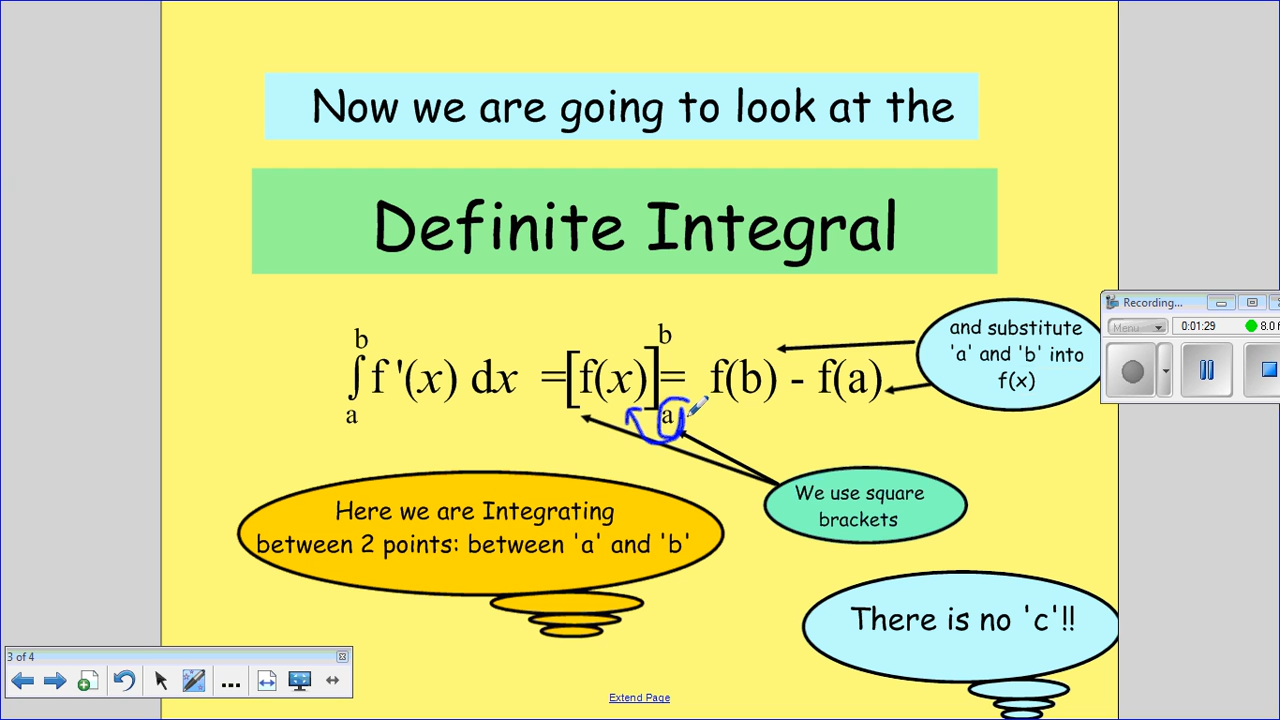 Now we are going to look at the
Definite Integral
b
∫ f '(x) dx = [f(x)] = f(b) - f(a)
a
b
a
and substitute
'a' and 'b' into
f(x)
We use square
brackets
Here we are Integrating
between 2 points: between 'a' and 'b'
There is no 'c'!!
Recording...
Menu
0:01:29
8.0
3 of 4
...
Extend Page